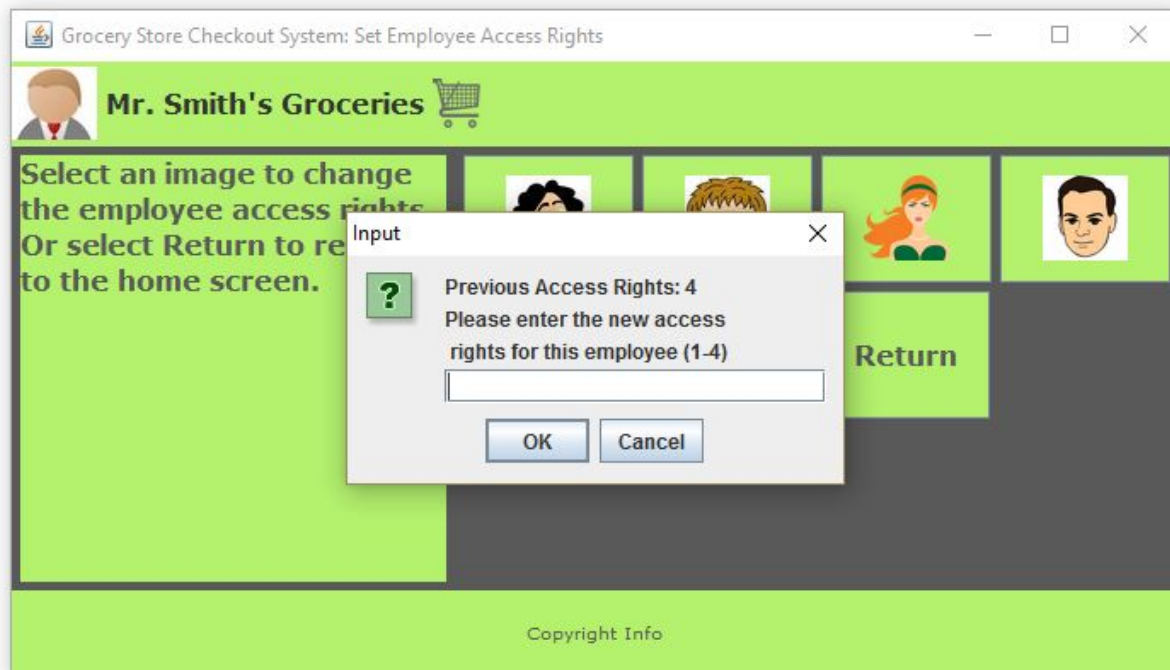 Grocery Store Checkout System: Set Employee Access Rights
Mr. Smith's Groceries
Select an image to change
the employee access rights
Or select Return to re
to the home screen.
Input
?
Previous Access Rights: 4
Please enter the new access
rights for this employee (1-4)
OK
Cancel
Return
Copyright Info